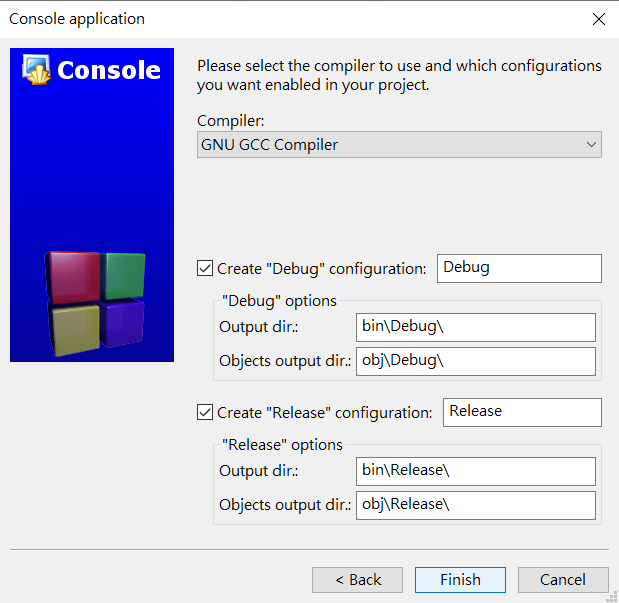 Console application
Console
Please select the compiler to use and which configurations
you want enabled in your project.
Compiler:
GNU GCC Compiler
Create "Debug" configuration: Debug
"Debug" options
Output dir.: bin\Debug\
Objects output dir.: obj\Debug\
Create "Release" configuration: Release
"Release" options
Output dir.: bin\Release\
Objects output dir.: obj\Release\
< Back Finish Cancel